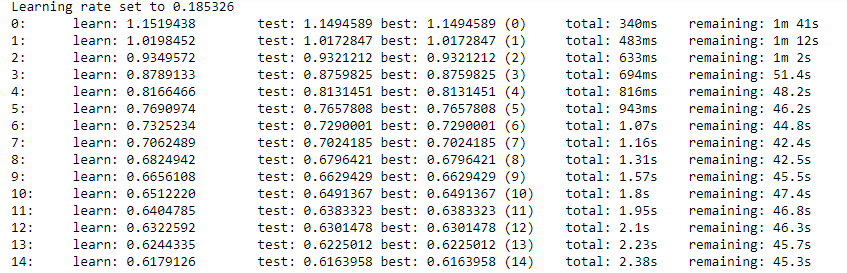 Learning rate set to 0.185326
0: learn: 1.1519438 test: 1.1494589 best: 1.1494589 (0) total: 340ms remaining: 1m 41s
1: learn: 1.0198452 test: 1.0172847 best: 1.0172847 (1) total: 483ms remaining: 1m 12s
2: learn: 0.9349572 test: 0.9321212 best: 0.9321212 (2) total: 633ms remaining: 1m 2s
3: learn: 0.8789133 test: 0.8759825 best: 0.8759825 (3) total: 694ms remaining: 51.4s
4: learn: 0.8166466 test: 0.8131451 best: 0.8131451 (4) total: 816ms remaining: 48.2s
5: learn: 0.7690974 test: 0.7657808 best: 0.7657808 (5) total: 943ms remaining: 46.2s
6: learn: 0.7325234 test: 0.7290001 best: 0.7290001 (6) total: 1.07s remaining: 44.8s
7: learn: 0.7062489 test: 0.7024185 best: 0.7024185 (7) total: 1.16s remaining: 42.4s
8: learn: 0.6824942 test: 0.6796421 best: 0.6796421 (8) total: 1.31s remaining: 42.5s
9: learn: 0.6656108 test: 0.6629429 best: 0.6629429 (9) total: 1.57s remaining: 45.5s
10: learn: 0.6512220 test: 0.6491367 best: 0.6491367 (10) total: 1.8s remaining: 47.4s
11: learn: 0.6404785 test: 0.6383323 best: 0.6383323 (11) total: 1.95s remaining: 46.8s
12: learn: 0.6322592 test: 0.6301478 best: 0.6301478 (12) total: 2.1s remaining: 46.3s
13: learn: 0.6244335 test: 0.6225012 best: 0.6225012 (13) total: 2.23s remaining: 45.7s
14: learn: 0.6179126 test: 0.6163958 best: 0.6163958 (14) total: 2.38s remaining: 45.3s